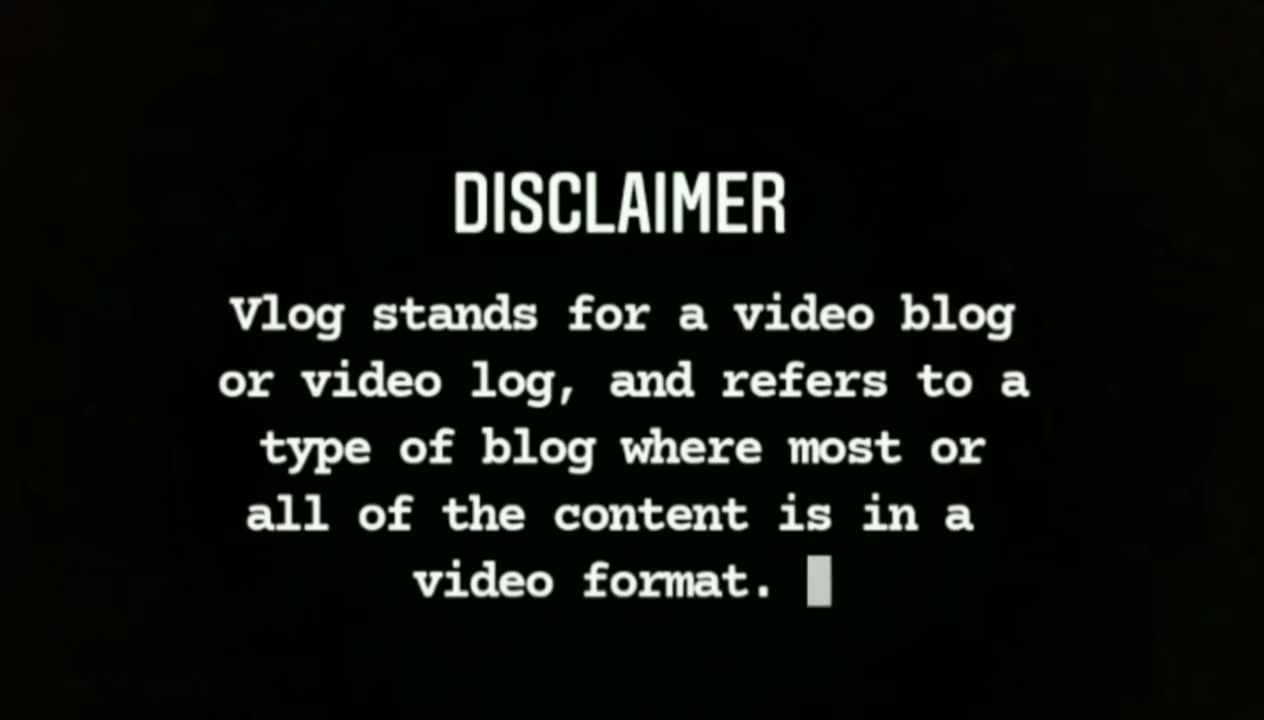 DISCLAIMER
Vlog stands for a video blog
or video log, and refers to a
type of blog where most or
all of the content is in a
video format.